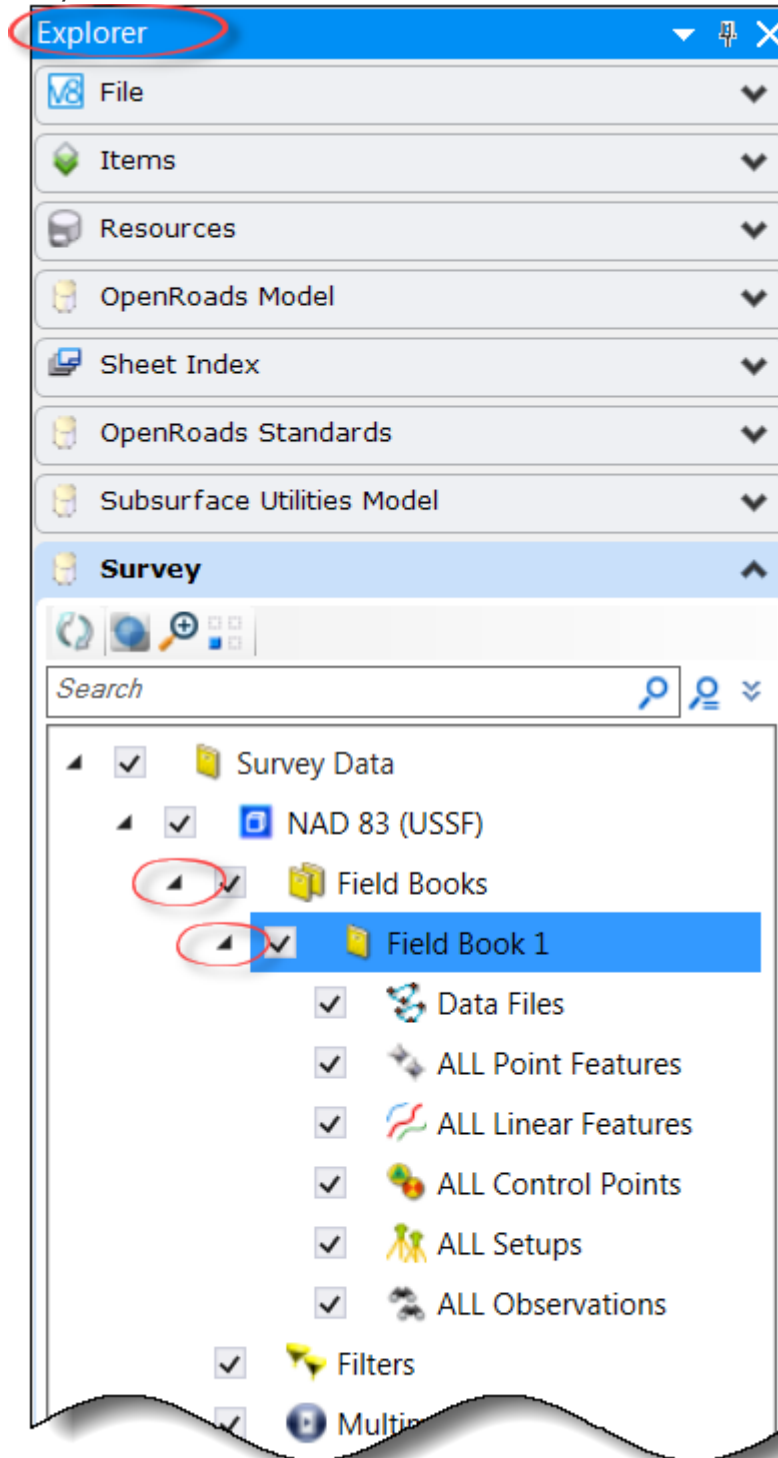 Explorer
V8 File
Items
Resources
OpenRoads Model
Sheet Index
OpenRoads Standards
Subsurface Utilities Model
Survey
Search
Survey Data
NAD 83 (USSF)
Field Books
Field Book 1
Data Files
ALL Point Features
ALL Linear Features
ALL Control Points
ALL Setups
ALL Observations
Filters